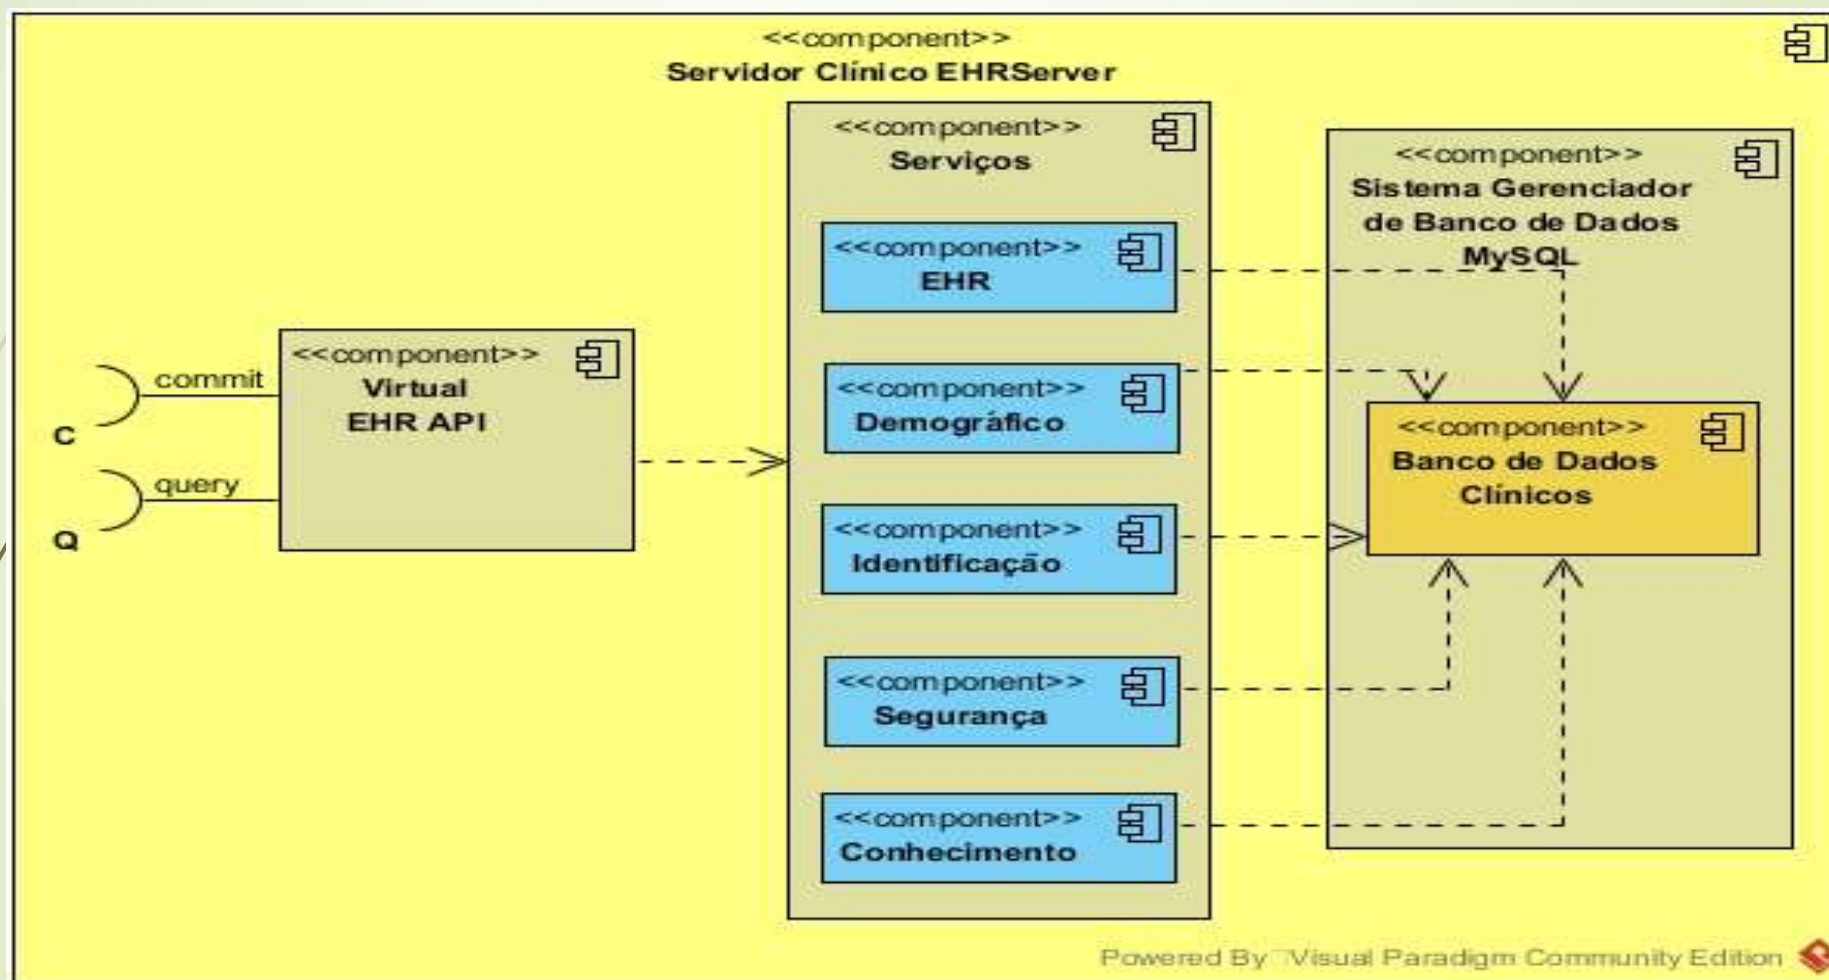 <<component>>
Servidor Clínico EHRServer
C
commit
Q
query
<<component>>
Virtual
EHR API
<<component>>
Serviços
<<component>>
EHR
<<component>>
Demográfico
<<component>>
Identificação
<<component>>
Segurança
<<component>>
Conhecimento
<<component>>
Sistema Gerenciador
de Banco de Dados
MySQL
<<component>>
Banco de Dados
Clínicos
Powered By Visual Paradigm Community Edition